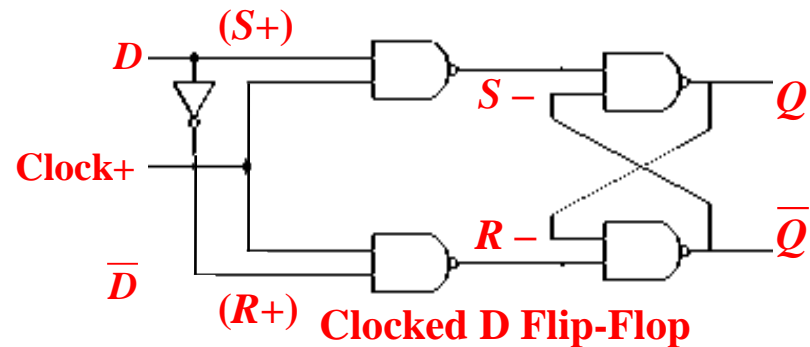 D
(S+)
S –
Q
Clock+
R –
Q̅
D̅
(R+)
Clocked D Flip-Flop